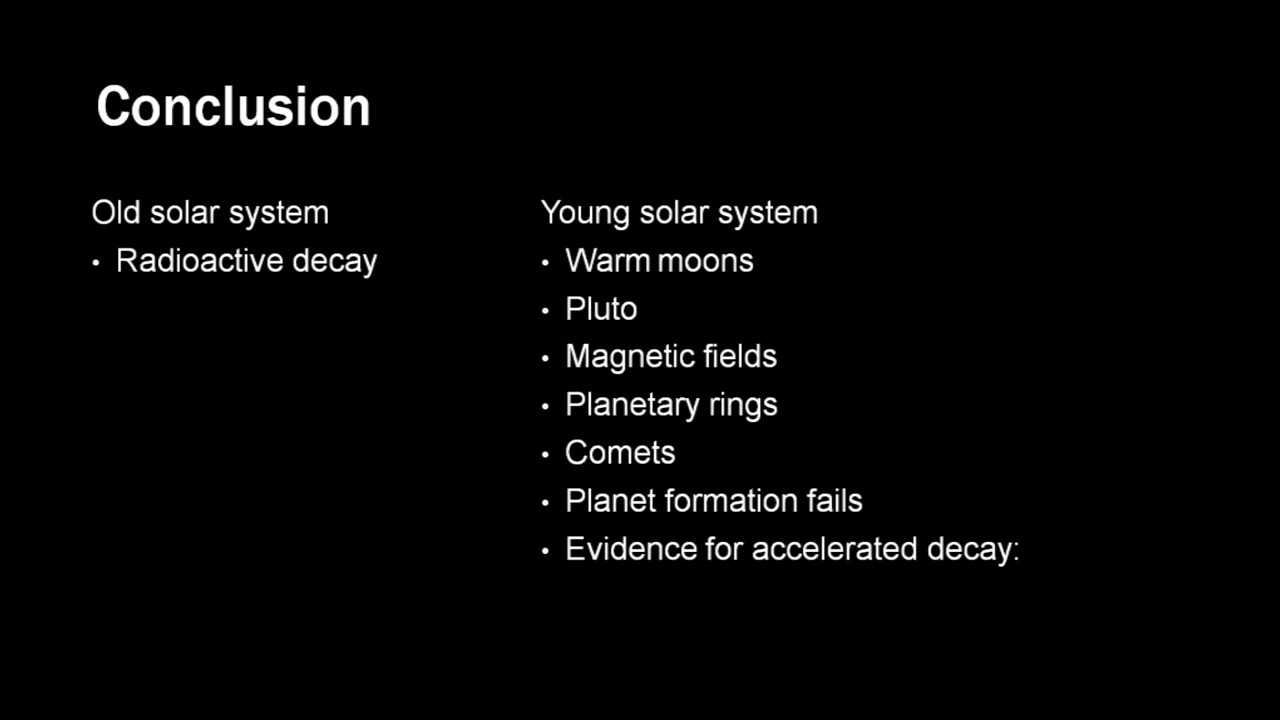 Conclusion
Old solar system
• Radioactive decay
Young solar system
• Warm moons
• Pluto
• Magnetic fields
• Planetary rings
• Comets
• Planet formation fails
• Evidence for accelerated decay: